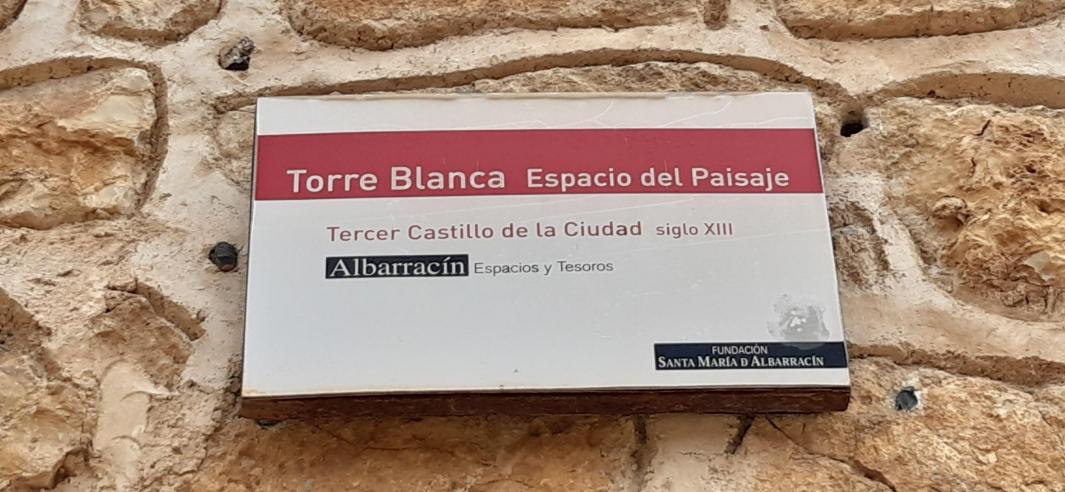 Torre Blanca Espacio del Paisaje
Tercer Castillo de la Ciudad siglo XIII
Albarracín Espacios y Tesoros
FUNDACIÓN
SANTA MARÍA D ALBARRACÍN